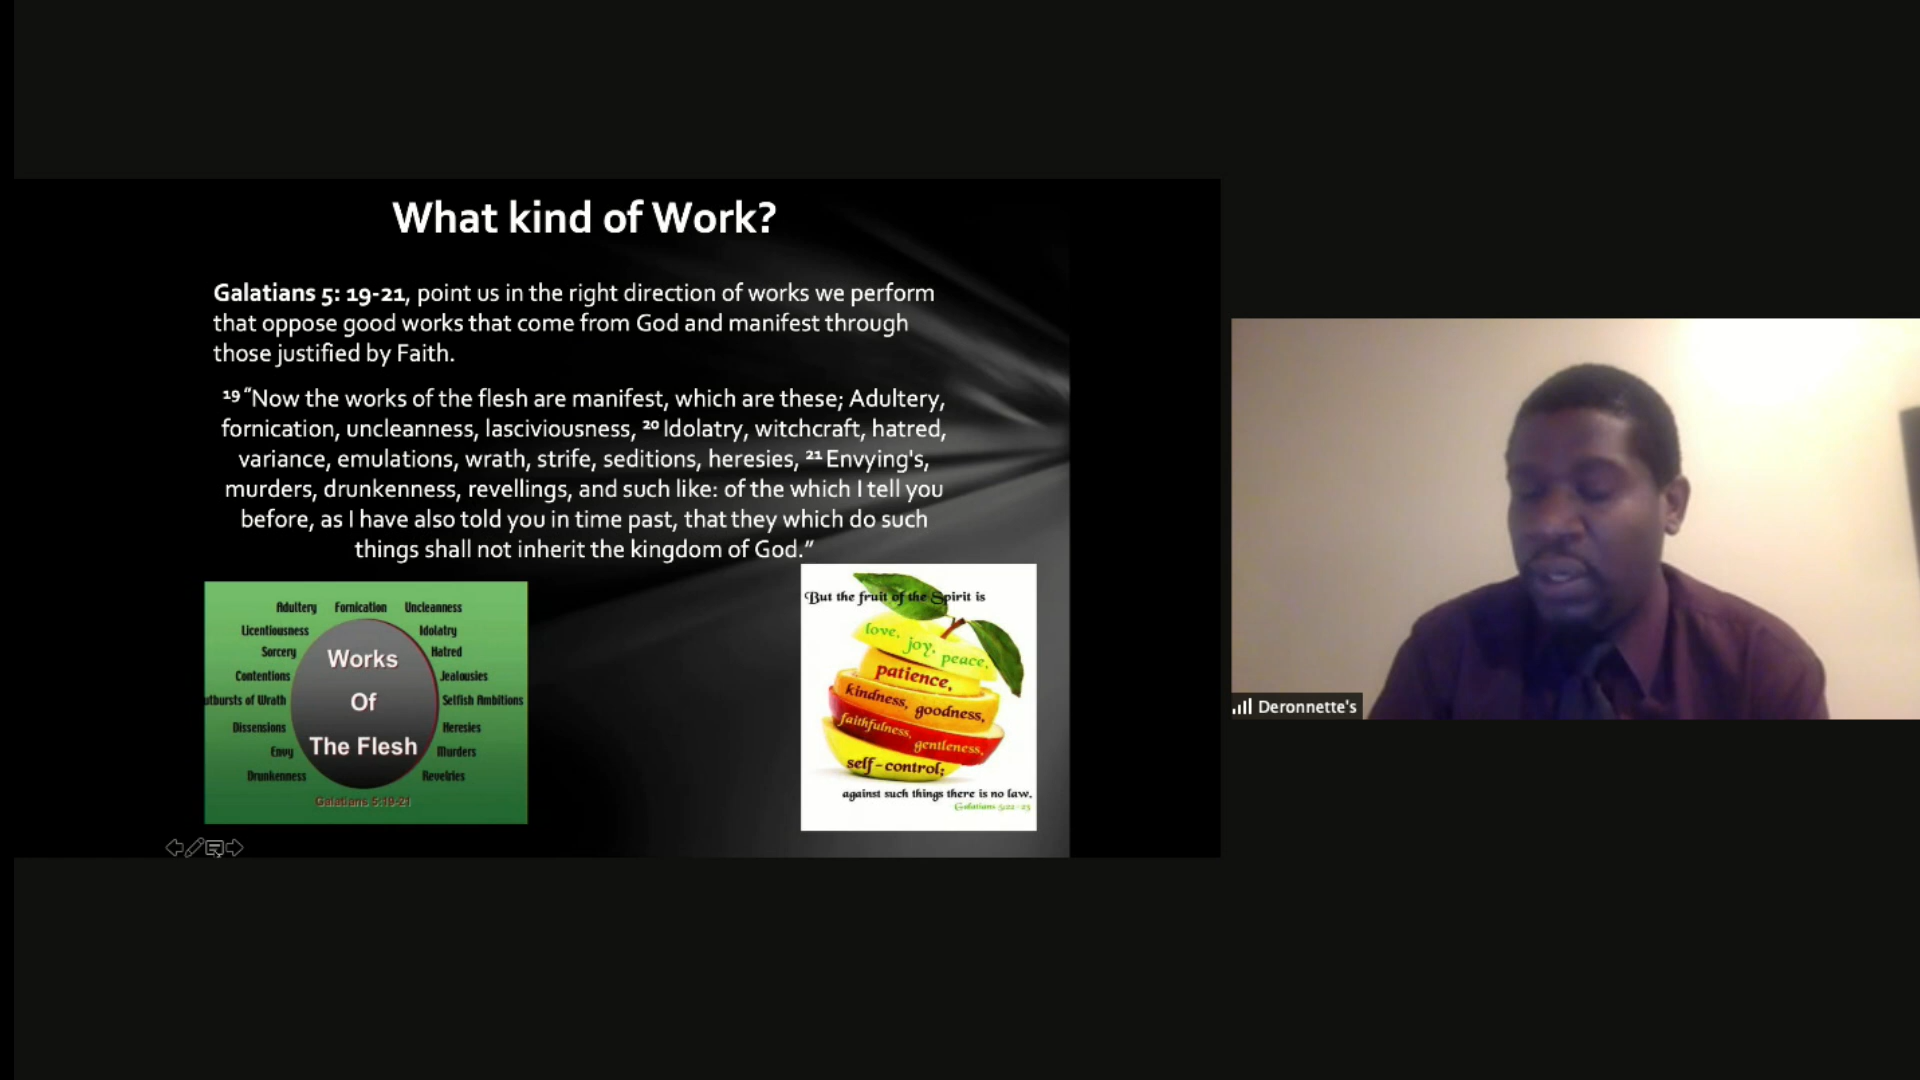 What kind of Work?
Galatians 5: 19-21, point us in the right direction of works we perform
that oppose good works that come from God and manifest through
those justified by Faith.
19 “Now the works of the flesh are manifest, which are these; Adultery,
fornication, uncleanness, lasciviousness, 20 Idolatry, witchcraft, hatred,
variance, emulations, wrath, strife, seditions, heresies, 21 Envying's,
murders, drunkenness, revellings, and such like: of the which I tell you
before, as I have also told you in time past, that they which do such
things shall not inherit the kingdom of God.”
Adultery Fornication Uncleanness
Licentiousness Idolatry
Sorcery Hatred
Contentions Jealousies
utbursts of Wrath Selfish Ambitions
Dissensions Heresies
Envy Murders
Drunkenness Revelries
Works
Of
The Flesh
Galatians 5:19-21
But the fruit of the Spirit is
love,
joy, peace,
patience,
kindness, goodness,
faithfulness,
gentleness,
self-control;
against such things there is no law.
Galatians 5:22-23
Deronnette's